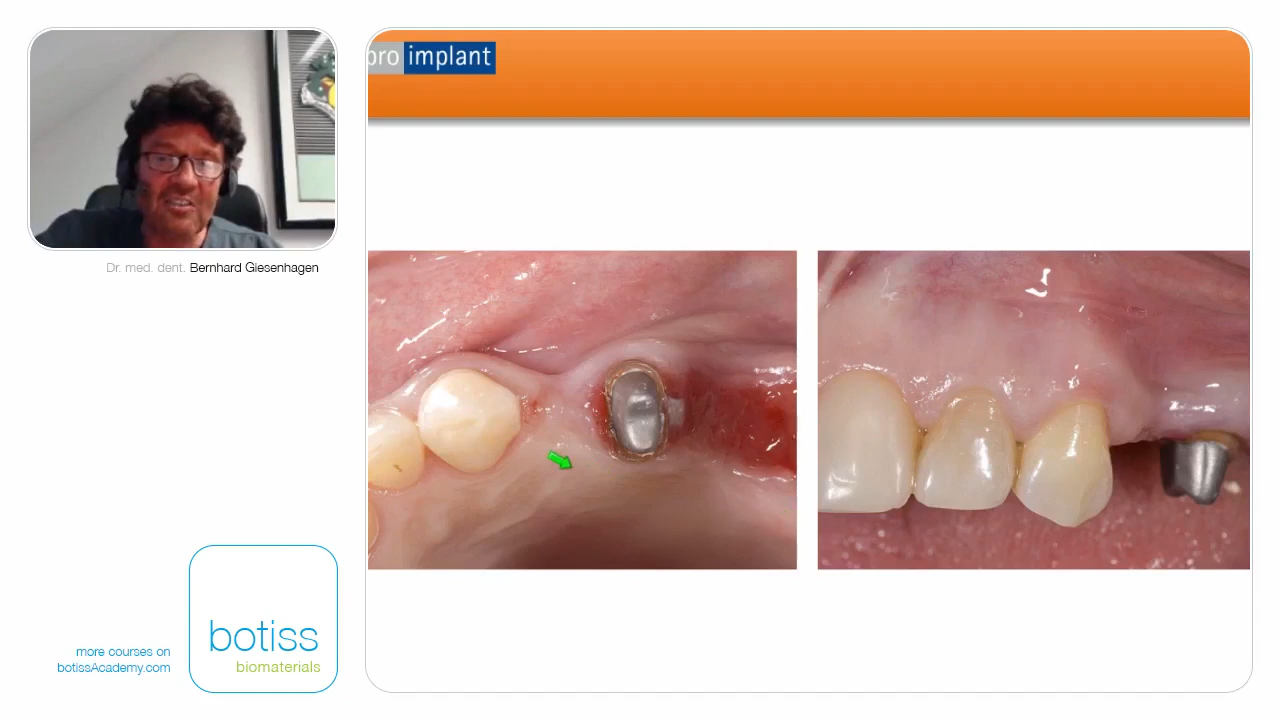 pro implant
Dr. med. dent. Bernhard Giesenhagen
botiss
biomaterials
more courses on
botissAcademy.com